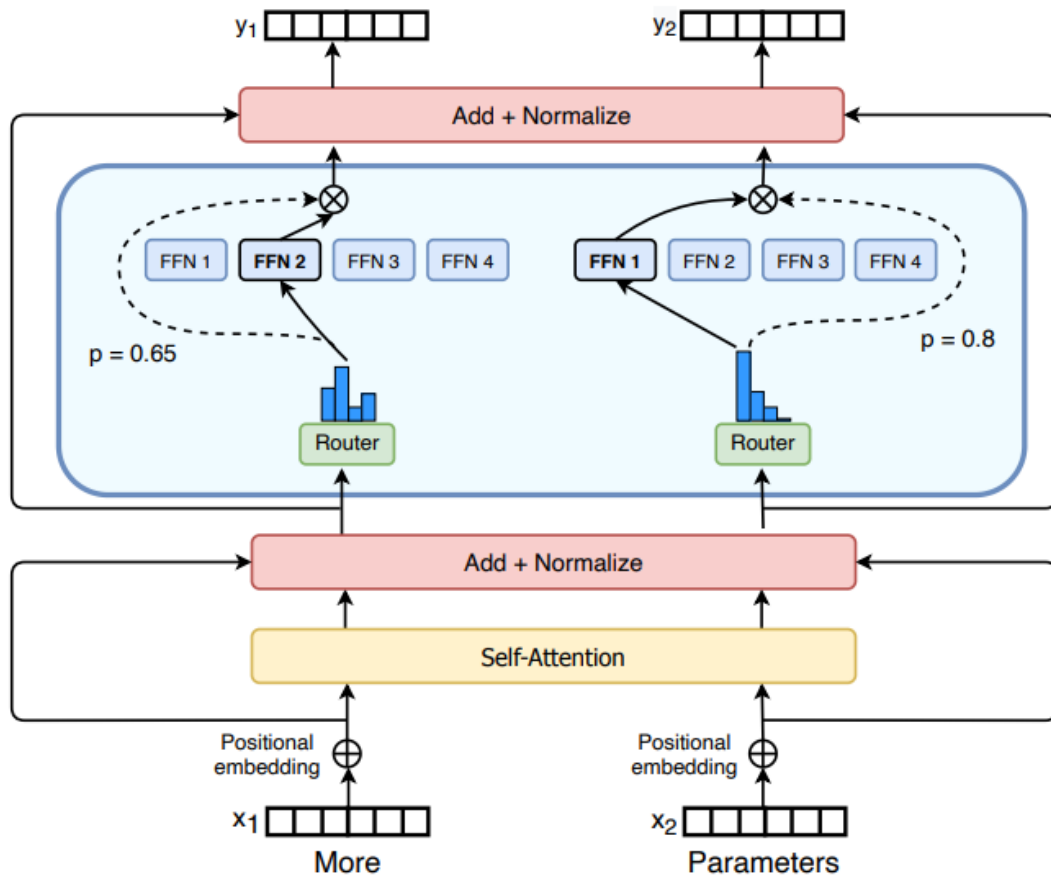 y1 y2
Add + Normalize
FFN 1 FFN 2 FFN 3 FFN 4 FFN 1 FFN 2 FFN 3 FFN 4
p = 0.65 p = 0.8
Router Router
Add + Normalize
Self-Attention
Positional embedding Positional embedding
x1 x2
More Parameters